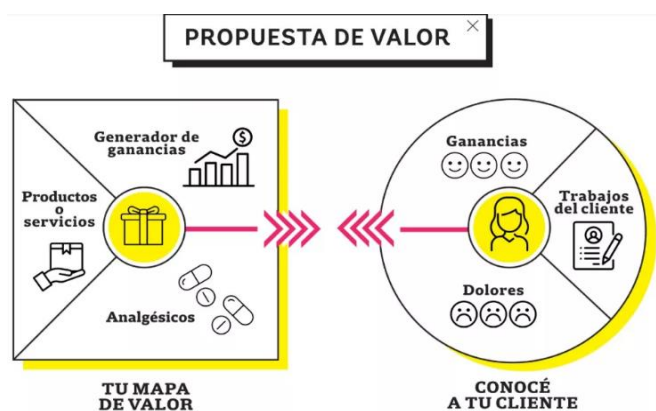 PROPUESTA DE VALOR
Generador de
ganancias
Productos
o
servicios
Analgésicos
TU MAPA
DE VALOR
Ganancias
Trabajos
del cliente
Dolores
CONOCÉ
A TU CLIENTE